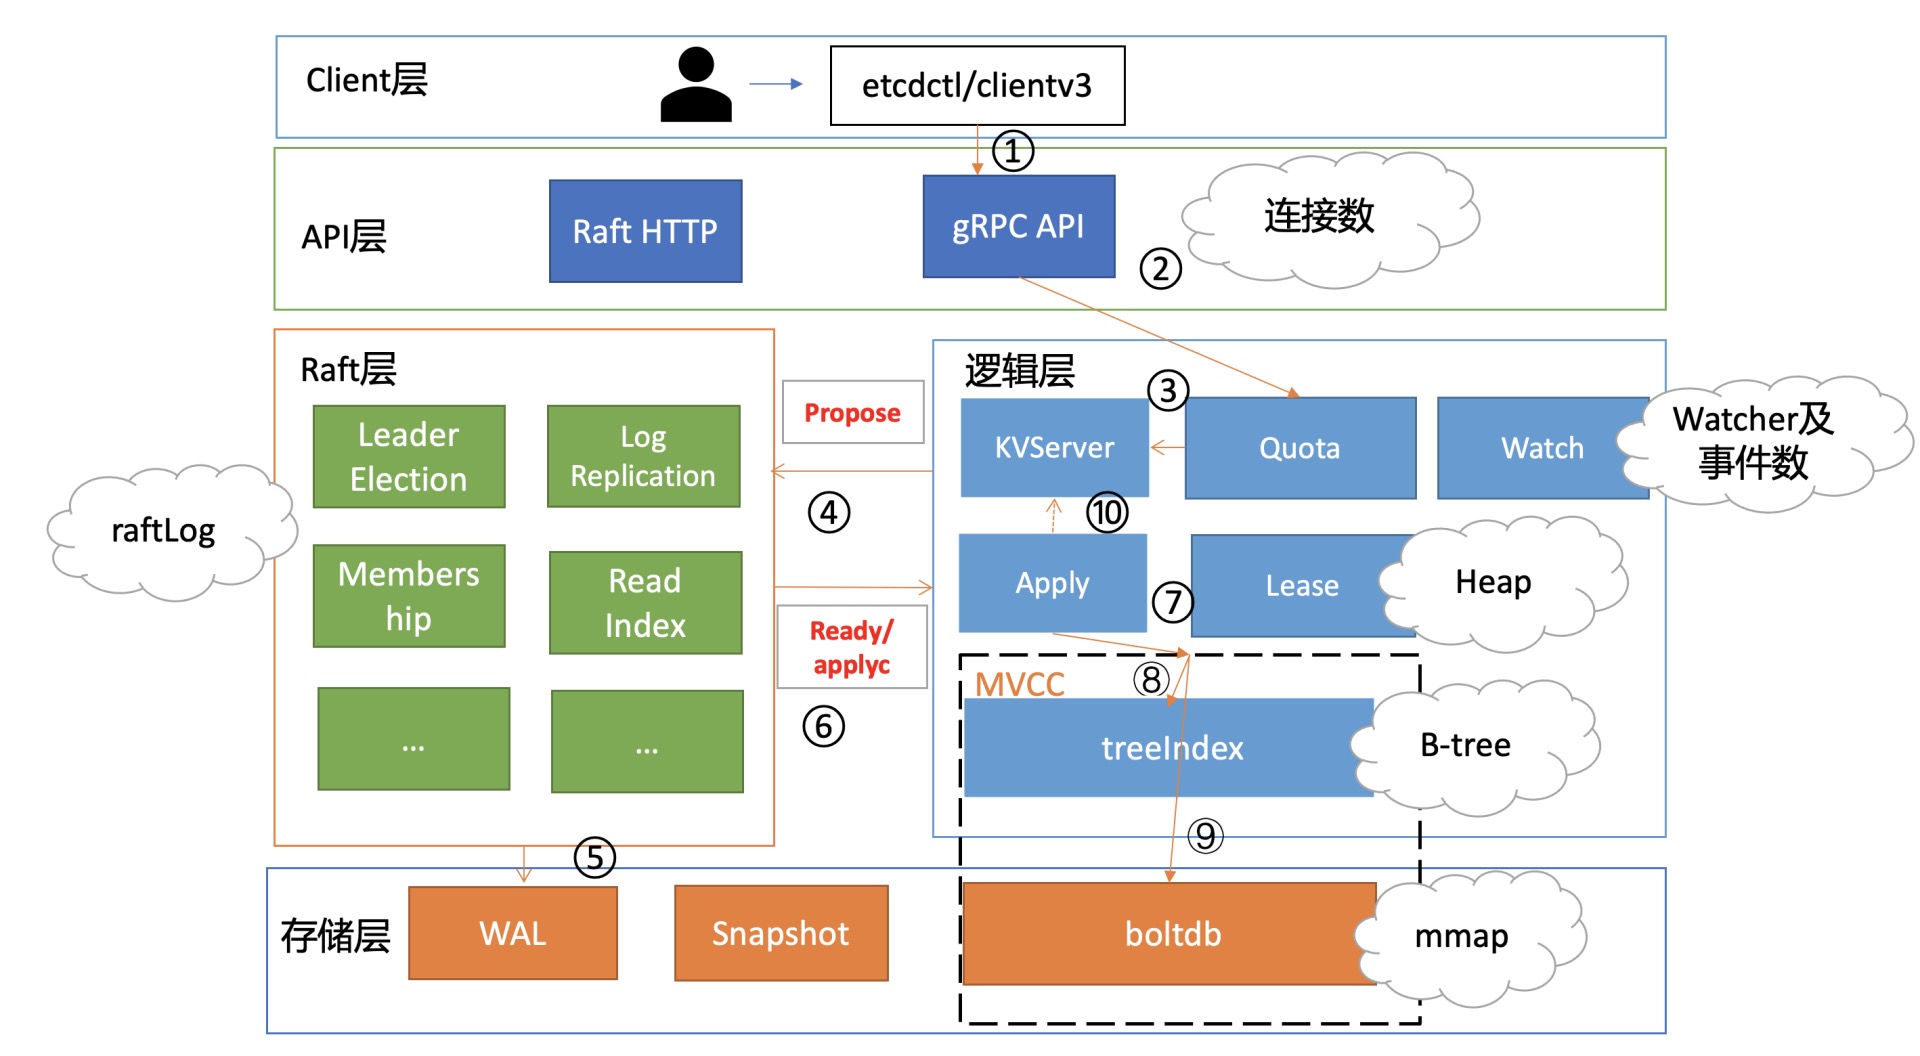 Client层
etcdctl/clientv3
①
API层
Raft HTTP
gRPC API
连接数
②
Raft层
逻辑层
Propose
③
Leader
Election
Log
Replication
KVServer
Quota
Watch
Watcher及
事件数
raftLog
④
⑩
Members
hip
Read
Index
Apply
⑦
Lease
Heap
Ready/
applyc
⑧
MVCC
⑥
...
...
treeIndex
B-tree
⑨
⑤
存储层
WAL
Snapshot
boltdb
mmap